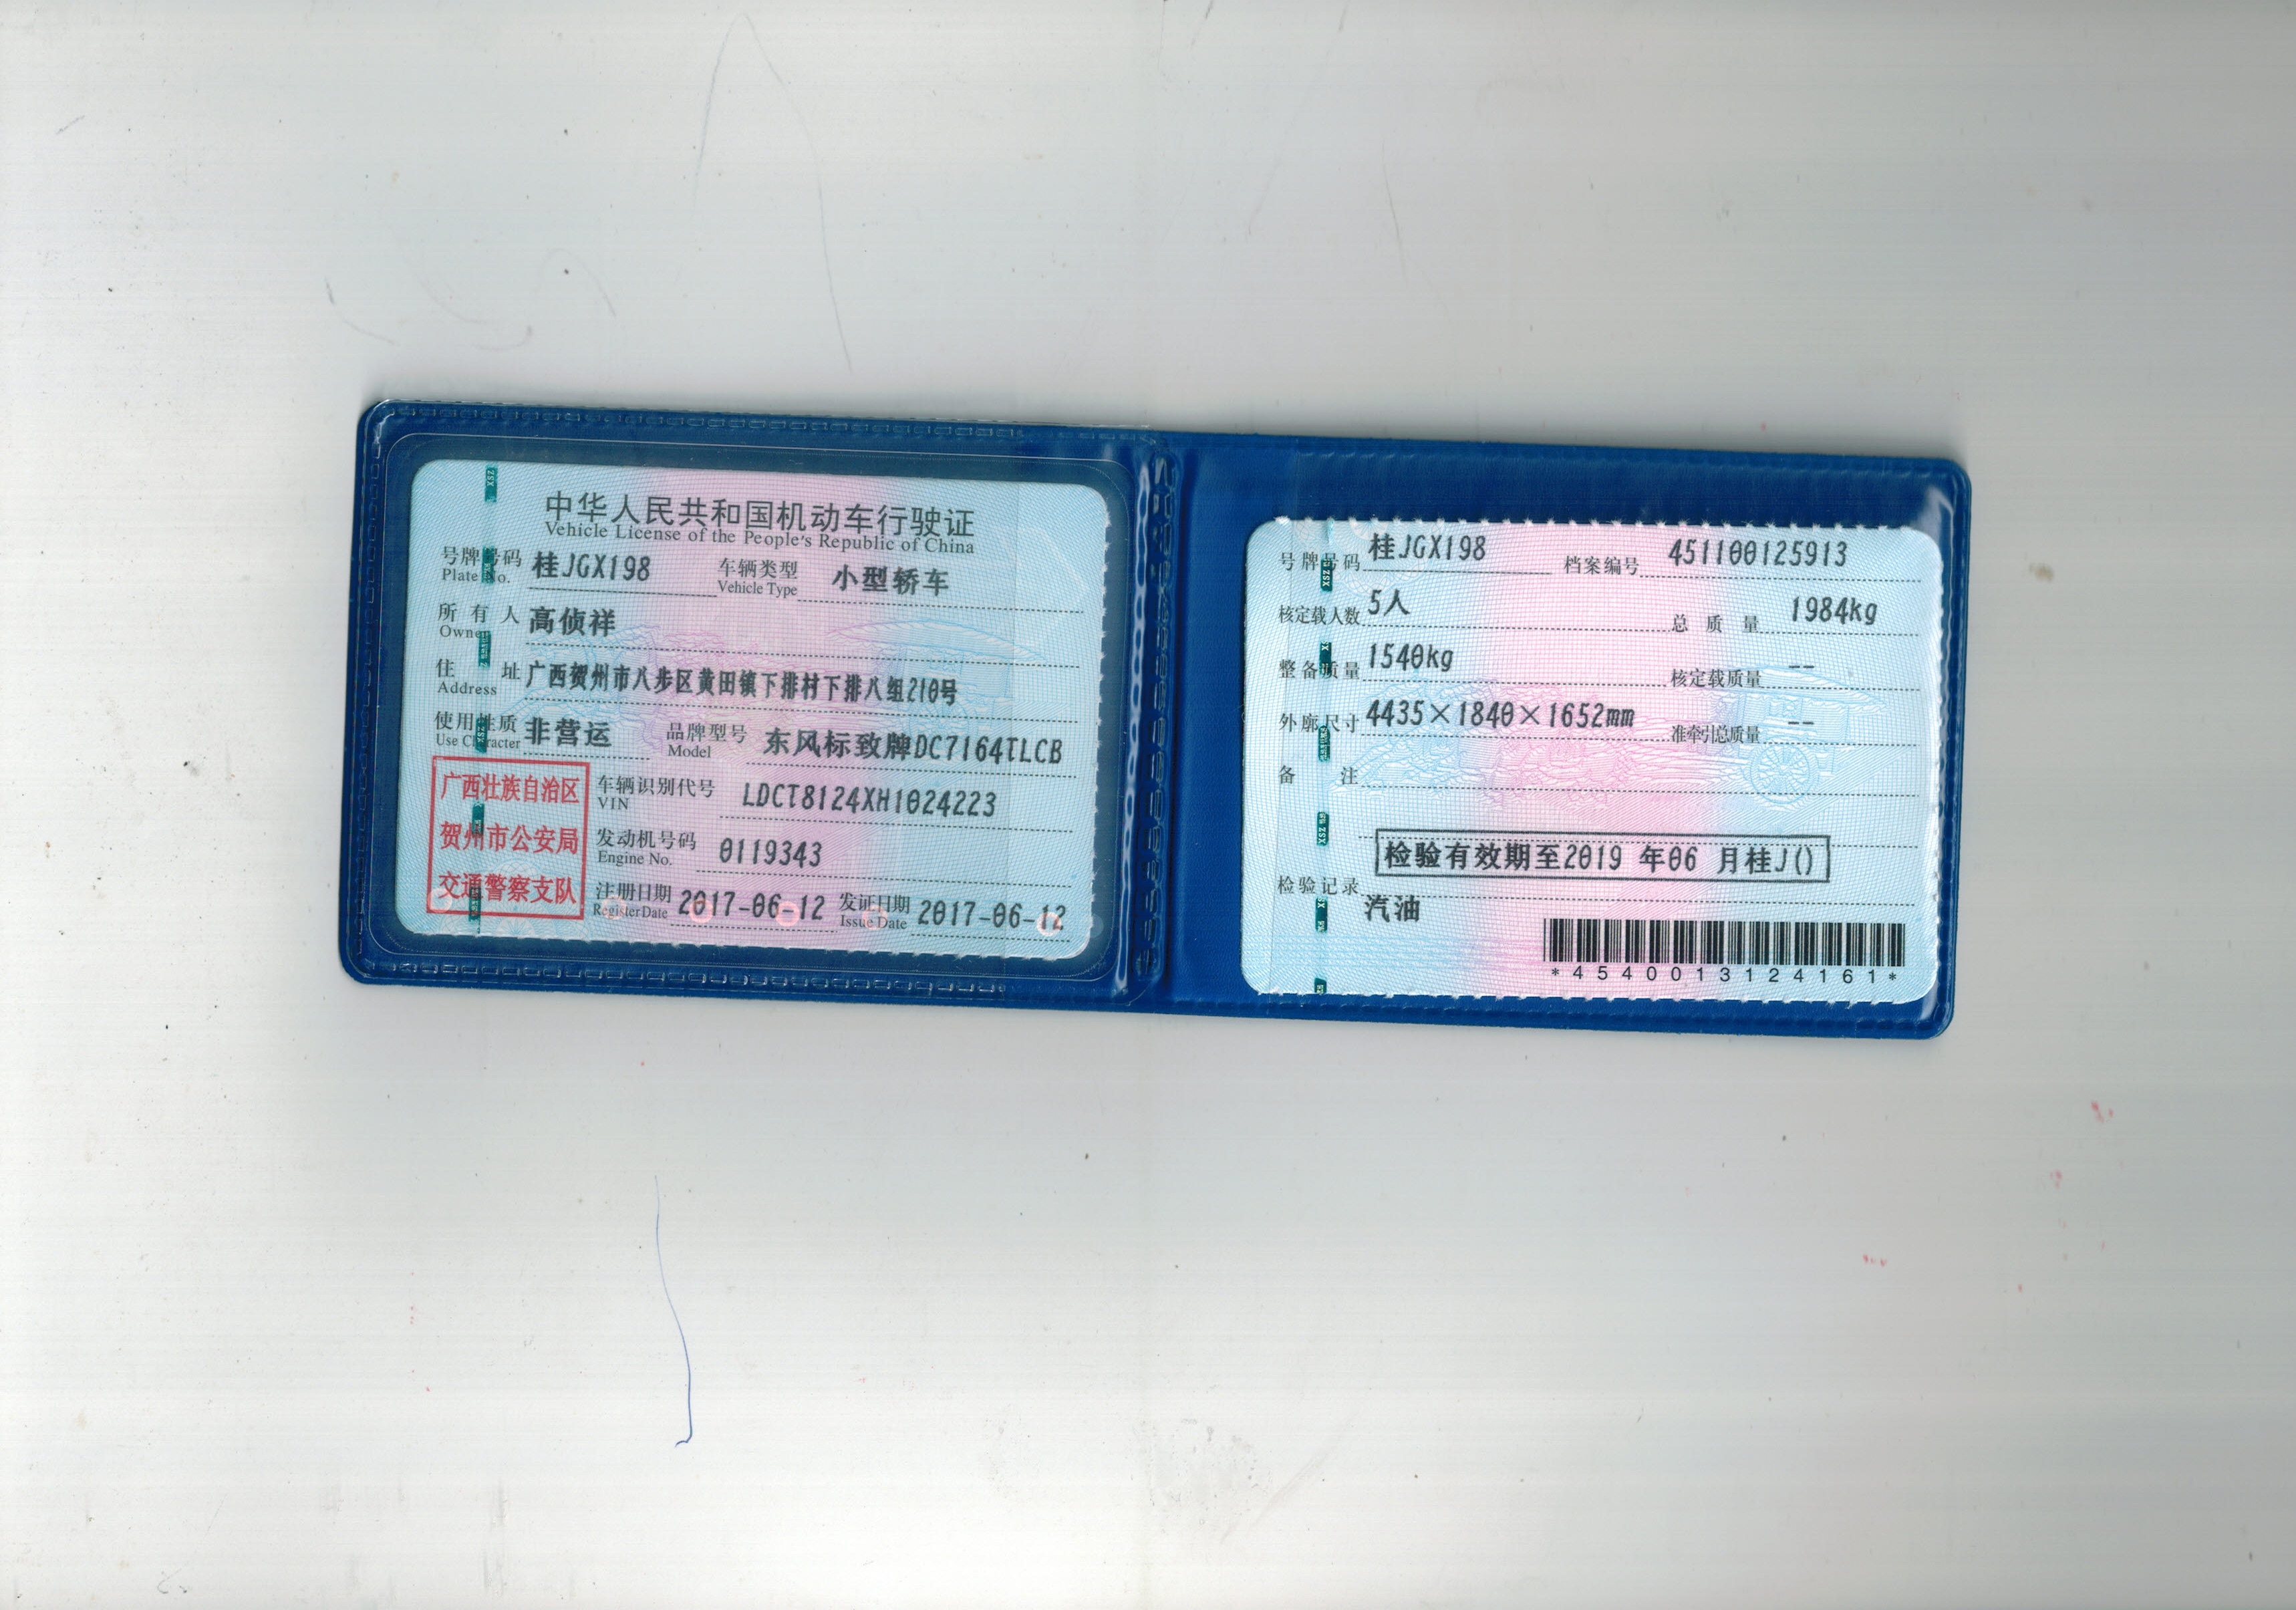 中华人民共和国机动车行驶证
Vehicle License of the People's Republic of China
号牌号码 桂JGX198 车辆类型 小型轿车
Plate No. Vehicle Type
所有人 高侦祥
Owner
住址 广西贺州市八步区黄田镇下排村下排八组210号
Address
使用性质 非营运 品牌型号 东风标致牌DC7164TLCB
Use Character Model
广西壮族自治区
贺州市公安局
交通警察支队
车辆识别代号 LDCT8124XH1024223
VIN
发动机号码 0119343
Engine No.
注册日期 2017-06-12 发证日期 2017-06-12
Register Date Issue Date
号牌号码 桂JGX198 档案编号 451100125913
核定载人数 5人 总质量 1984kg
整备质量 1540kg 核定载质量 --
外廓尺寸 4435×1840×1652mm 准牵引总质量 --
备注
检验有效期至2019 年06 月桂J()
检验记录
汽油
*4540013124161*